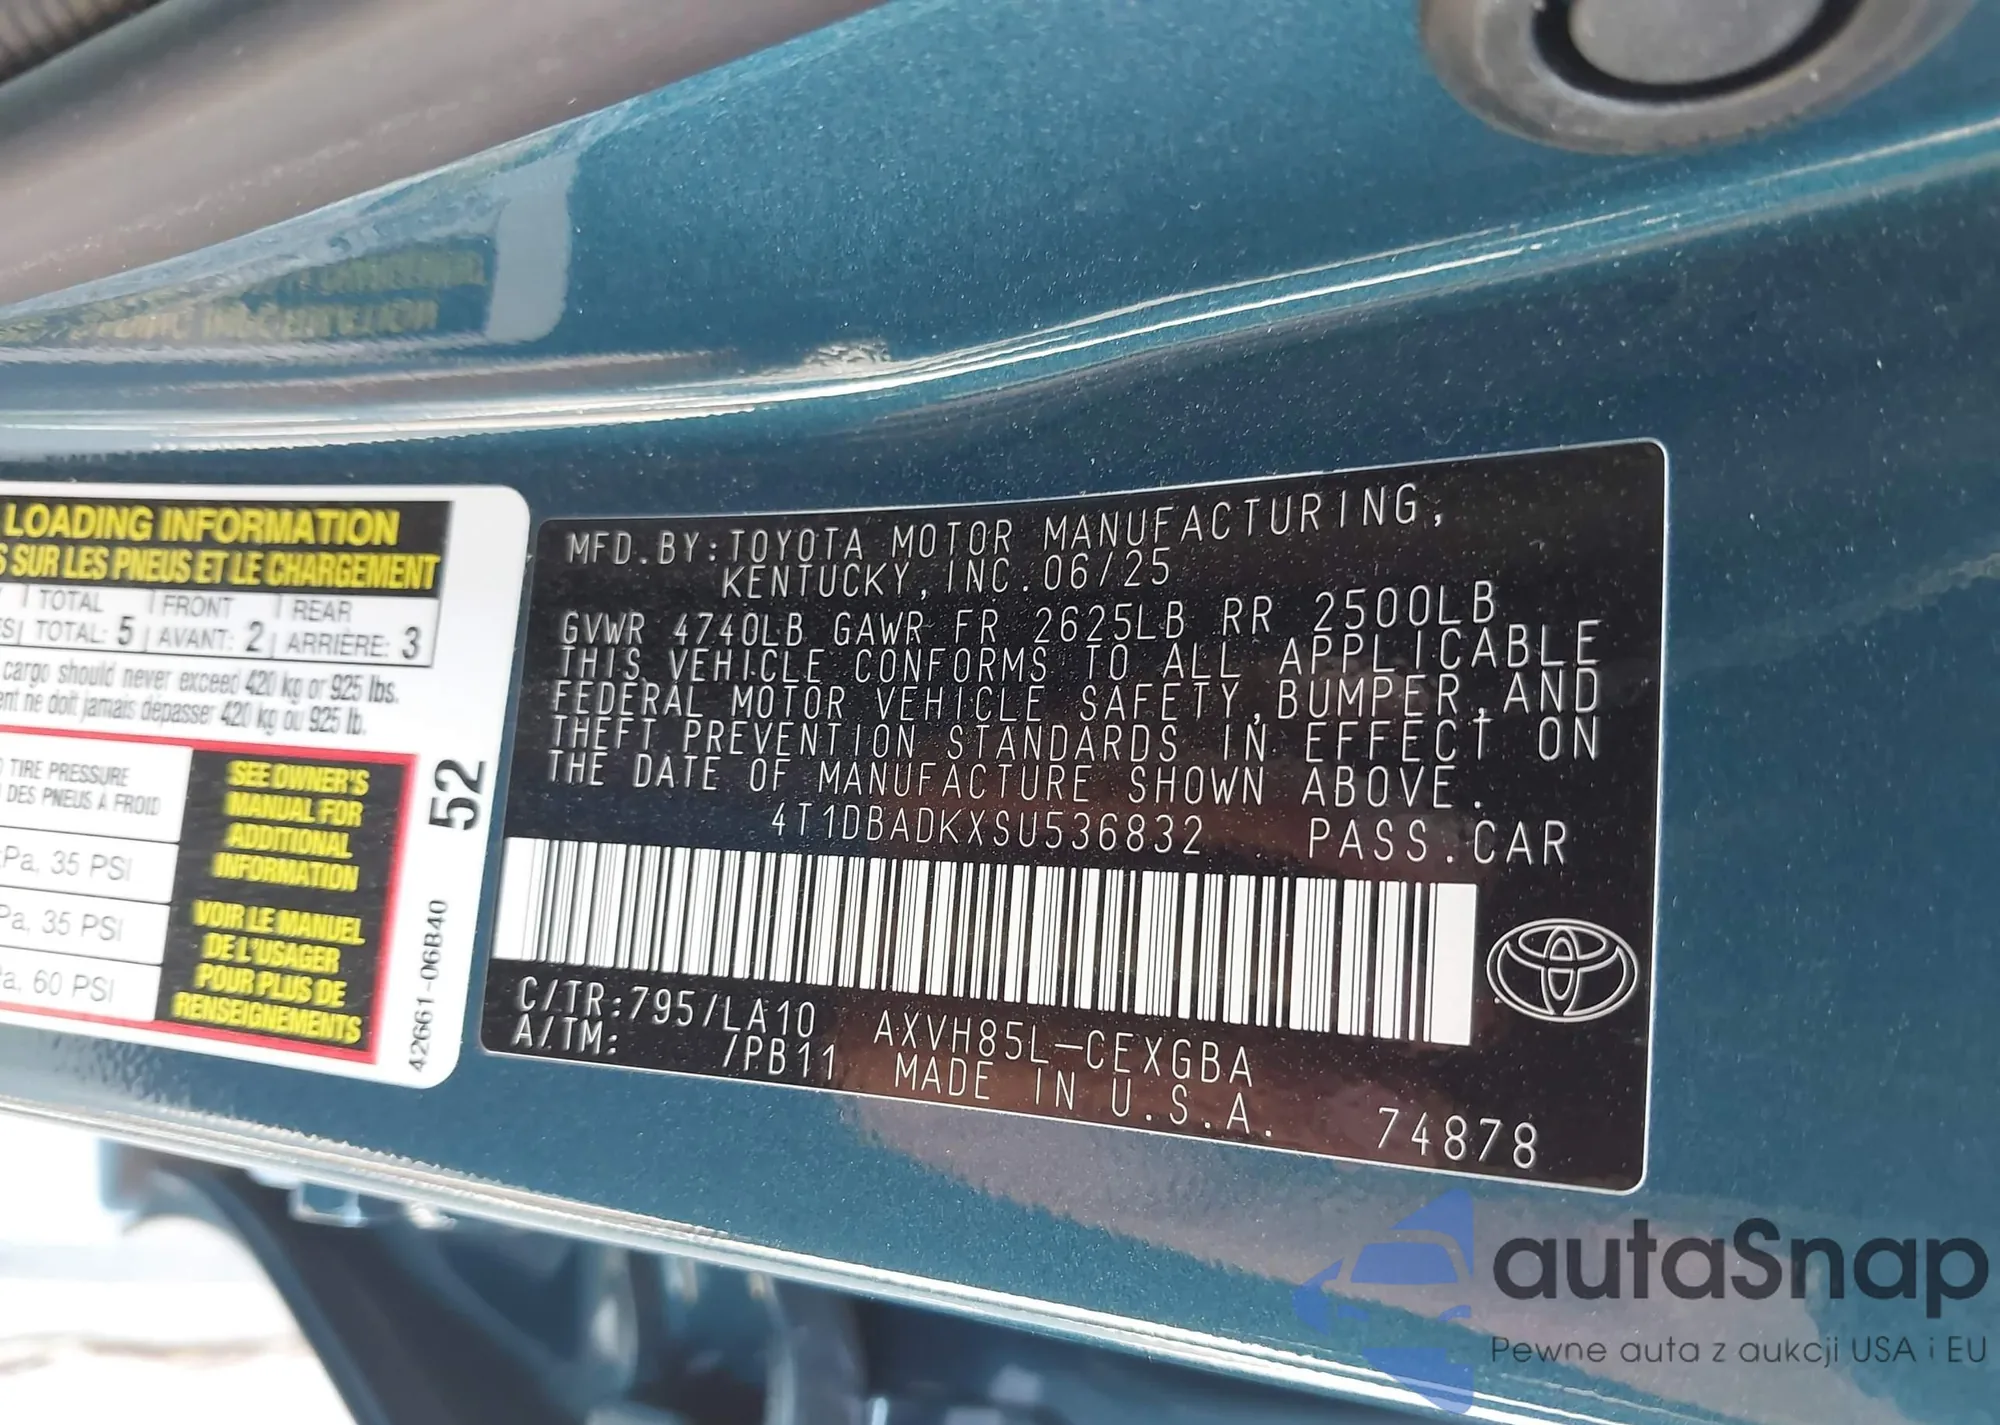 LOADING INFORMATION
S SUR LES PNEUS ET LE CHARGEMENT
TOTAL FRONT REAR
TOTAL: 5 AVANT: 2 ARRIÈRE: 3
cargo should never exceed 420 kg or 925 lbs.
ne doit jamais dépasser 420 kg ou 925 lb.
TIRE PRESSURE
DES PNEUS À FROID
Pa, 35 PSI
Pa, 35 PSI
Pa, 60 PSI
SEE OWNER'S
MANUAL FOR
ADDITIONAL
INFORMATION
VOIR LE MANUEL
DE L'USAGER
POUR PLUS DE
RENSEIGNEMENTS
52
42661-06B40
MFD.BY:TOYOTA MOTOR MANUFACTURING,
KENTUCKY, INC. 06/25
GVWR 4740LB GAWR FR 2625LB RR 2500LB
THIS VEHICLE CONFORMS TO ALL APPLICABLE
FEDERAL MOTOR VEHICLE SAFETY,BUMPER,AND
THEFT PREVENTION STANDARDS IN EFFECT ON
THE DATE OF MANUFACTURE SHOWN ABOVE.
4T1DBADKXSU536832 PASS.CAR
C/TR:795/LA10 AXVH85L-CEXGBA
A/TM: /PB11 MADE IN U.S.A.
74878
autaSnap
Pewne auta z aukcji USA i EU